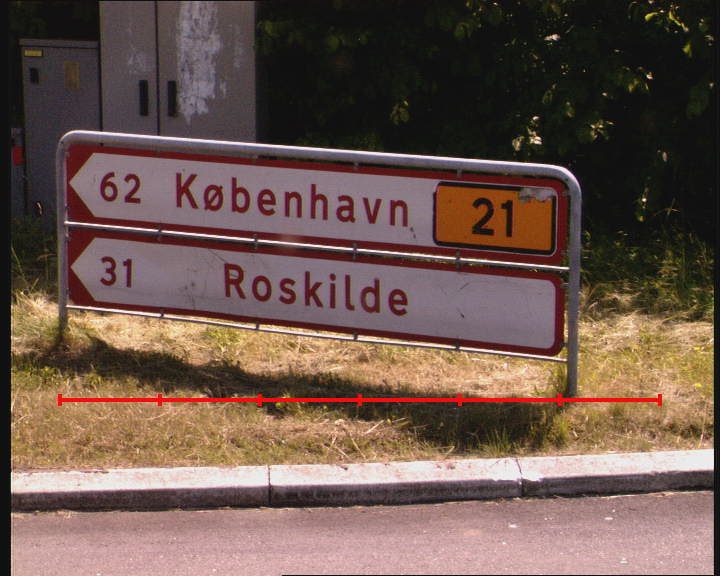 62 København 21
31 Roskilde